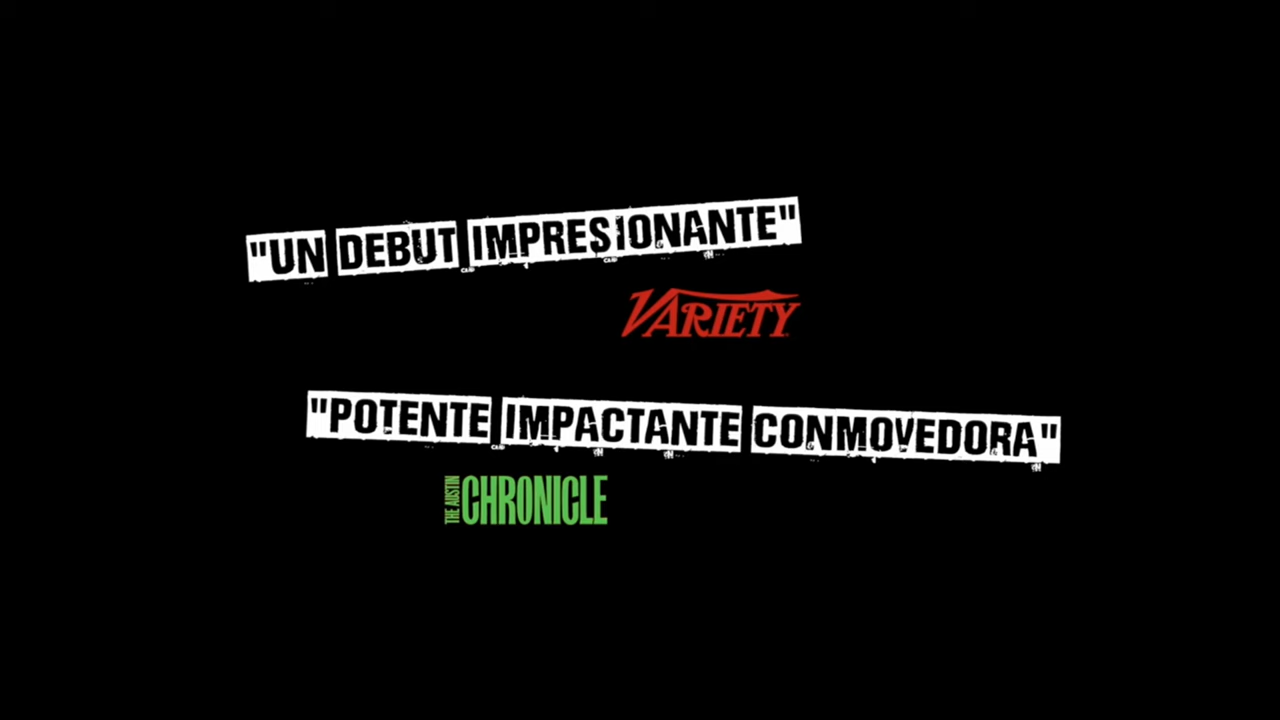 "UN DEBUT IMPRESIONANTE"
VARIETY
"POTENTE IMPACTANTE CONMOVEDORA"
THE AUSTIN CHRONICLE